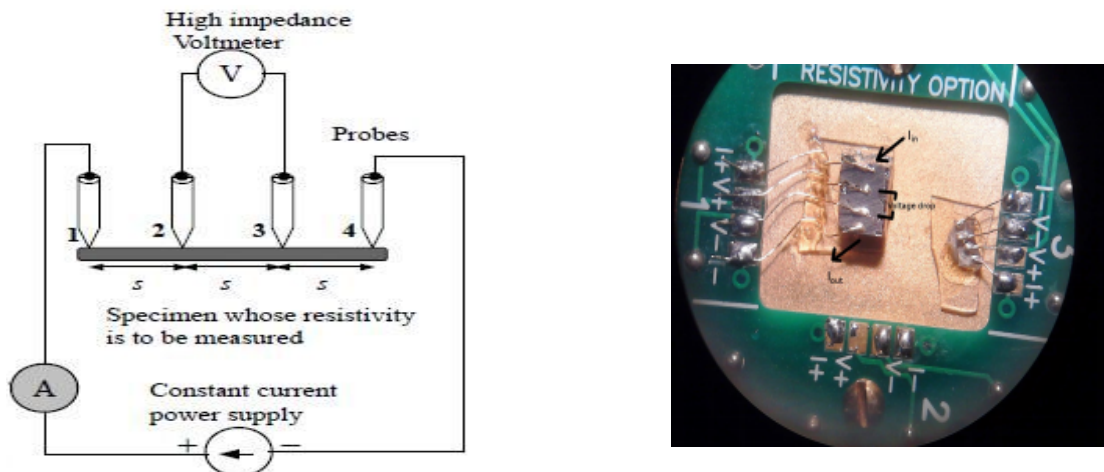 High impedance
Voltmeter
V
Probes
1
2
3
4
s
s
s
Specimen whose resistivity
is to be measured
A
Constant current
power supply
+
−
RESISTIVITY OPTION
I in
Voltage drop
I out
I+
V+
V-
I-
1
I-
V-
V+
I+
3
I+
V+
V-
I-
2